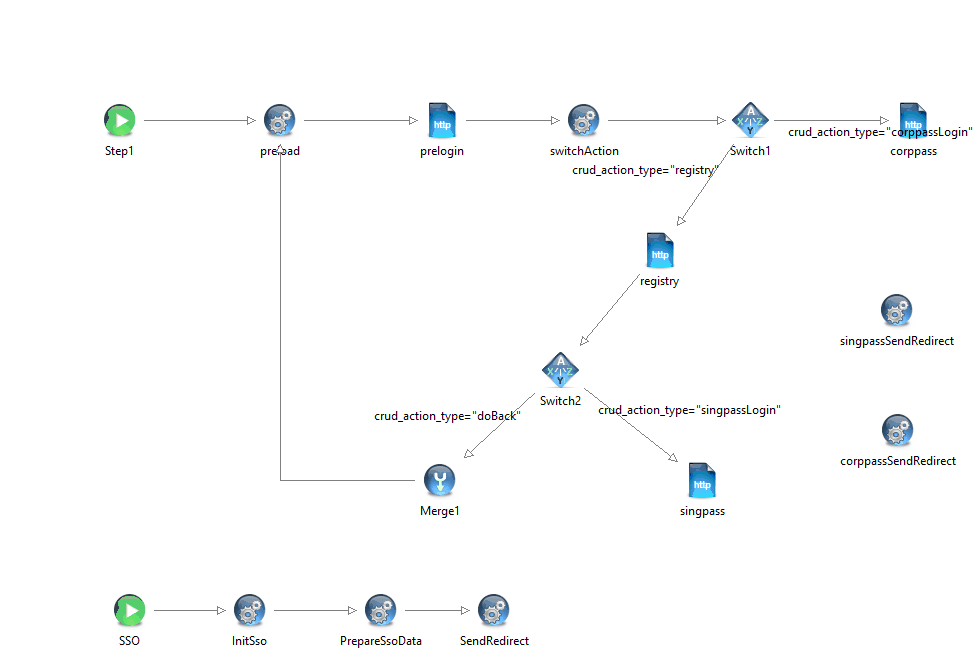 http
http
crud_action_type="corppassLogin"
Step1
preload
prelogin
switchAction
Switch1
corppass
crud_action_type="registry"
http
registry
singpassSendRedirect
Switch2
crud_action_type="doBack"
crud_action_type="singpassLogin"
corppassSendRedirect
http
Merge1
singpass
SSO
InitSso
PrepareSsoData
SendRedirect